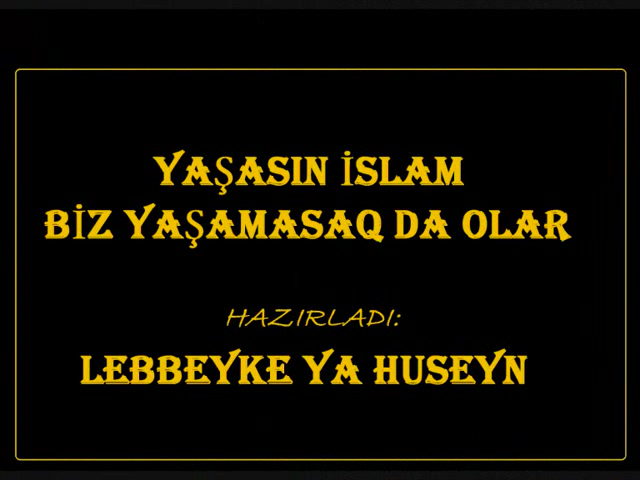 YAŞASIN İSLAM
BİZ YAŞAMASAQ DA OLAR
HAZIRLADI:
LEBBEYKE YA HUSEYN